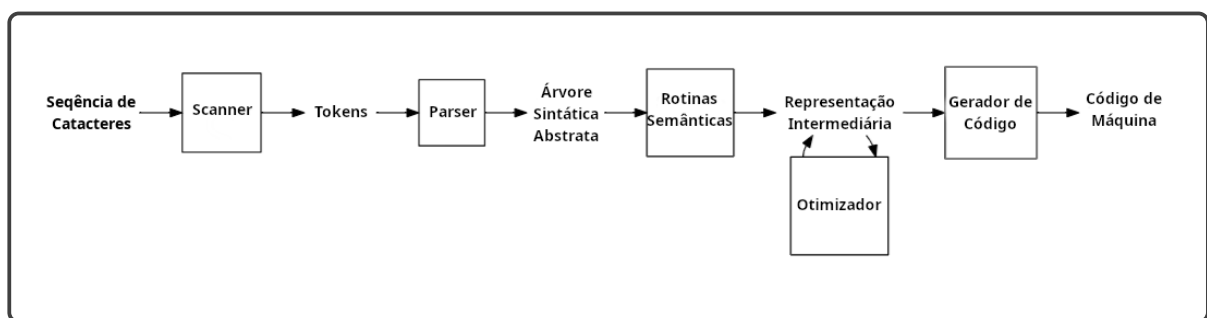 Seqência de
Catacteres
Scanner
Tokens
Parser
Árvore
Sintática
Abstrata
Rotinas
Semânticas
Representação
Intermediária
Otimizador
Gerador de
Código
Código de
Máquina